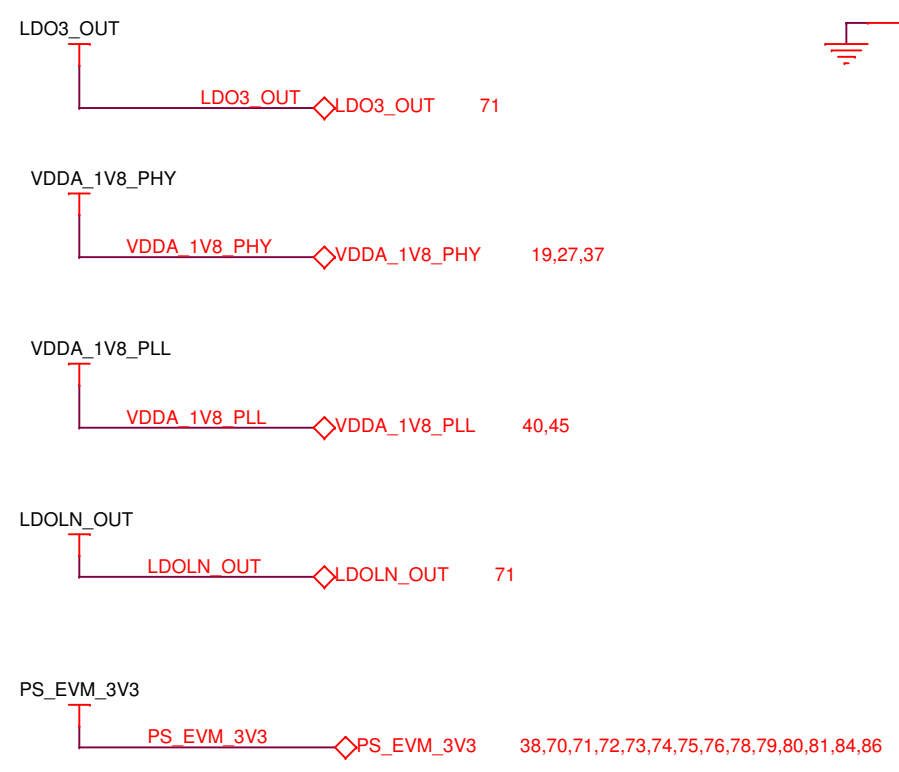 LDO3_OUT
LDO3_OUT LDO3_OUT 71
VDDA_1V8_PHY
VDDA_1V8_PHY VDDA_1V8_PHY 19,27,37
VDDA_1V8_PLL
VDDA_1V8_PLL VDDA_1V8_PLL 40,45
LDOLN_OUT
LDOLN_OUT LDOLN_OUT 71
PS_EVM_3V3
PS_EVM_3V3 PS_EVM_3V3 38,70,71,72,73,74,75,76,78,79,80,81,84,86